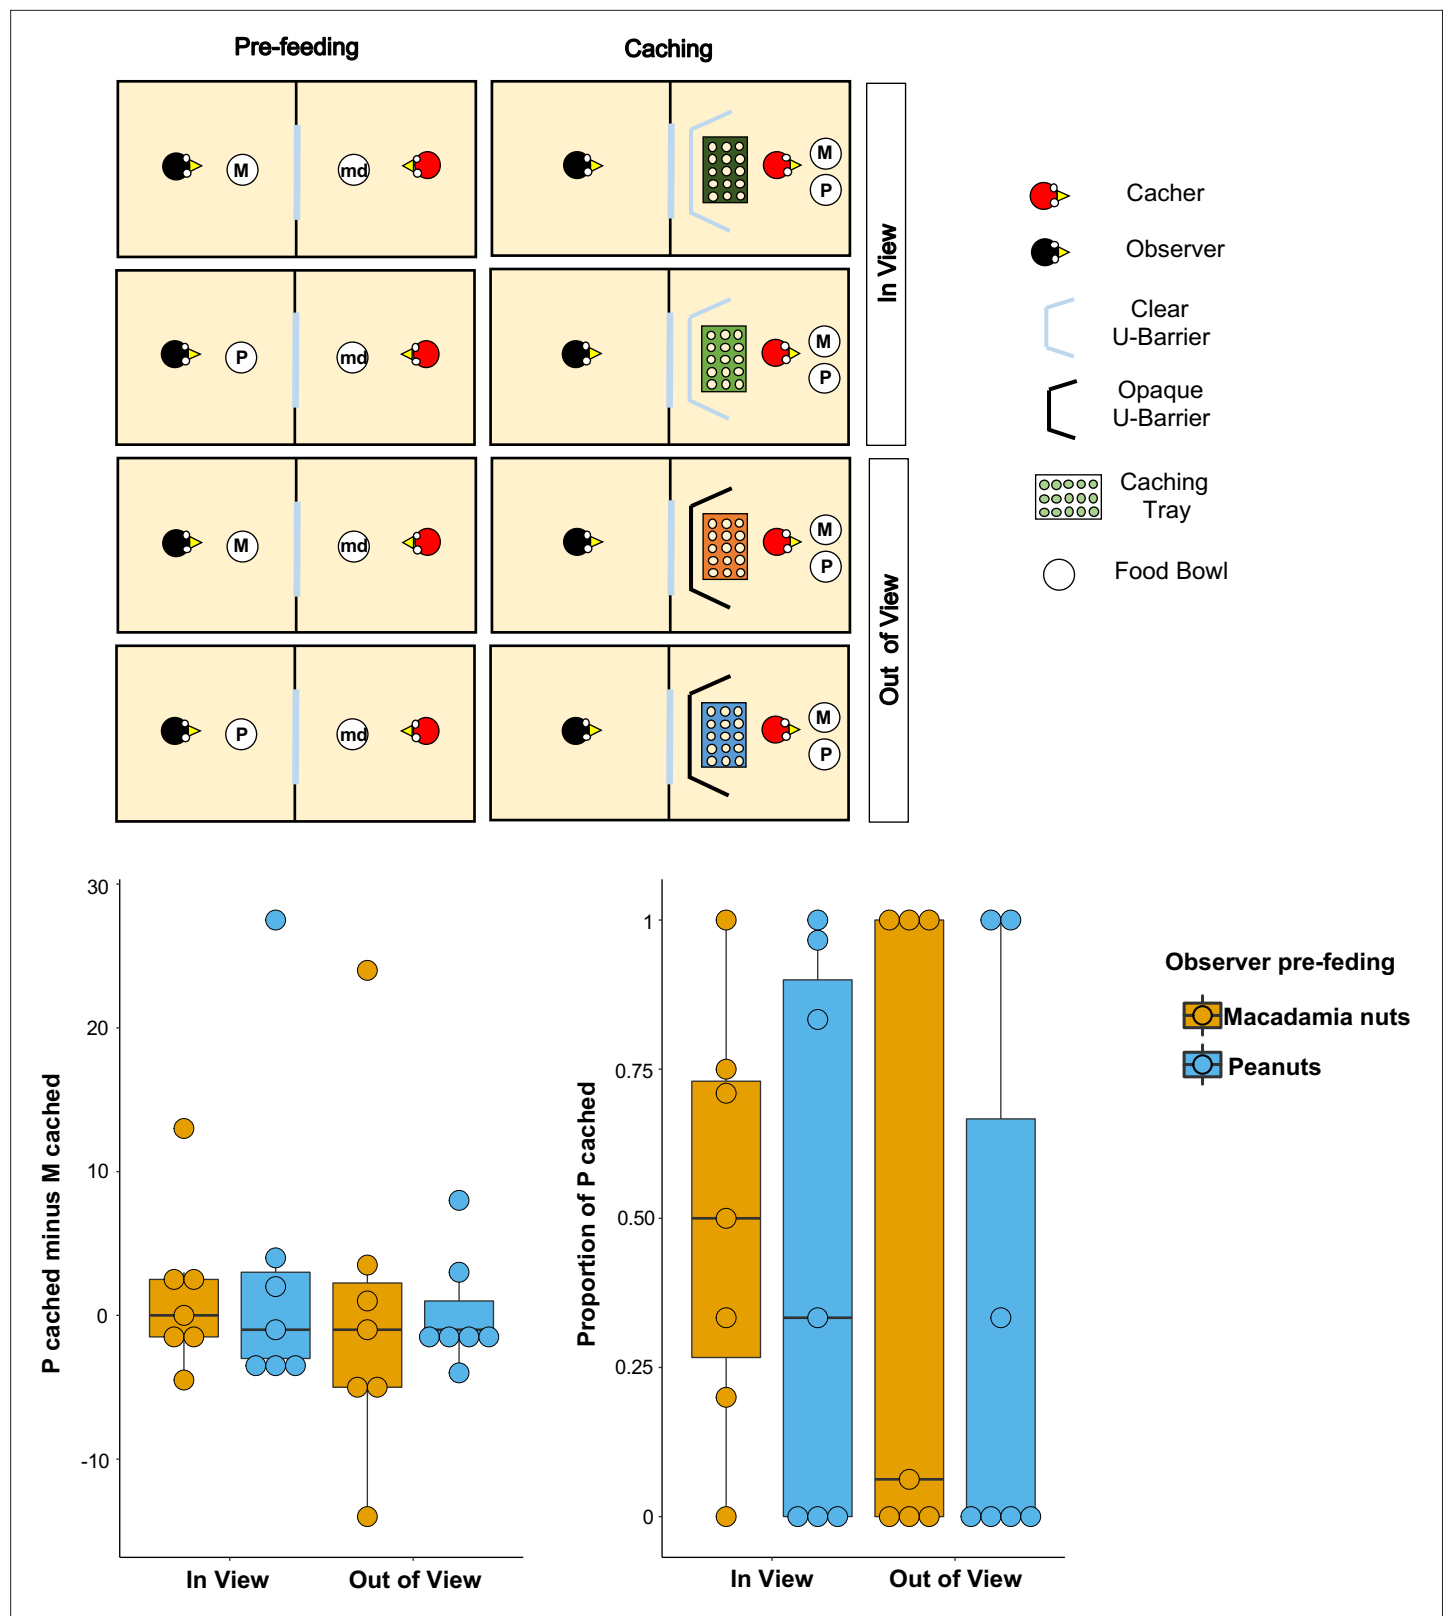 Pre-feeding
Caching
M
md
M
P
P
md
M
P
In View
M
md
M
P
P
md
M
P
Out of View
Cacher
Observer
Clear
U-Barrier
Opaque
U-Barrier
Caching
Tray
Food Bowl
P cached minus M cached
30
20
10
0
-10
In View
Out of View
Proportion of P cached
1
0.75
0.50
0.25
0
In View
Out of View
Observer pre-feding
Macadamia nuts
Peanuts